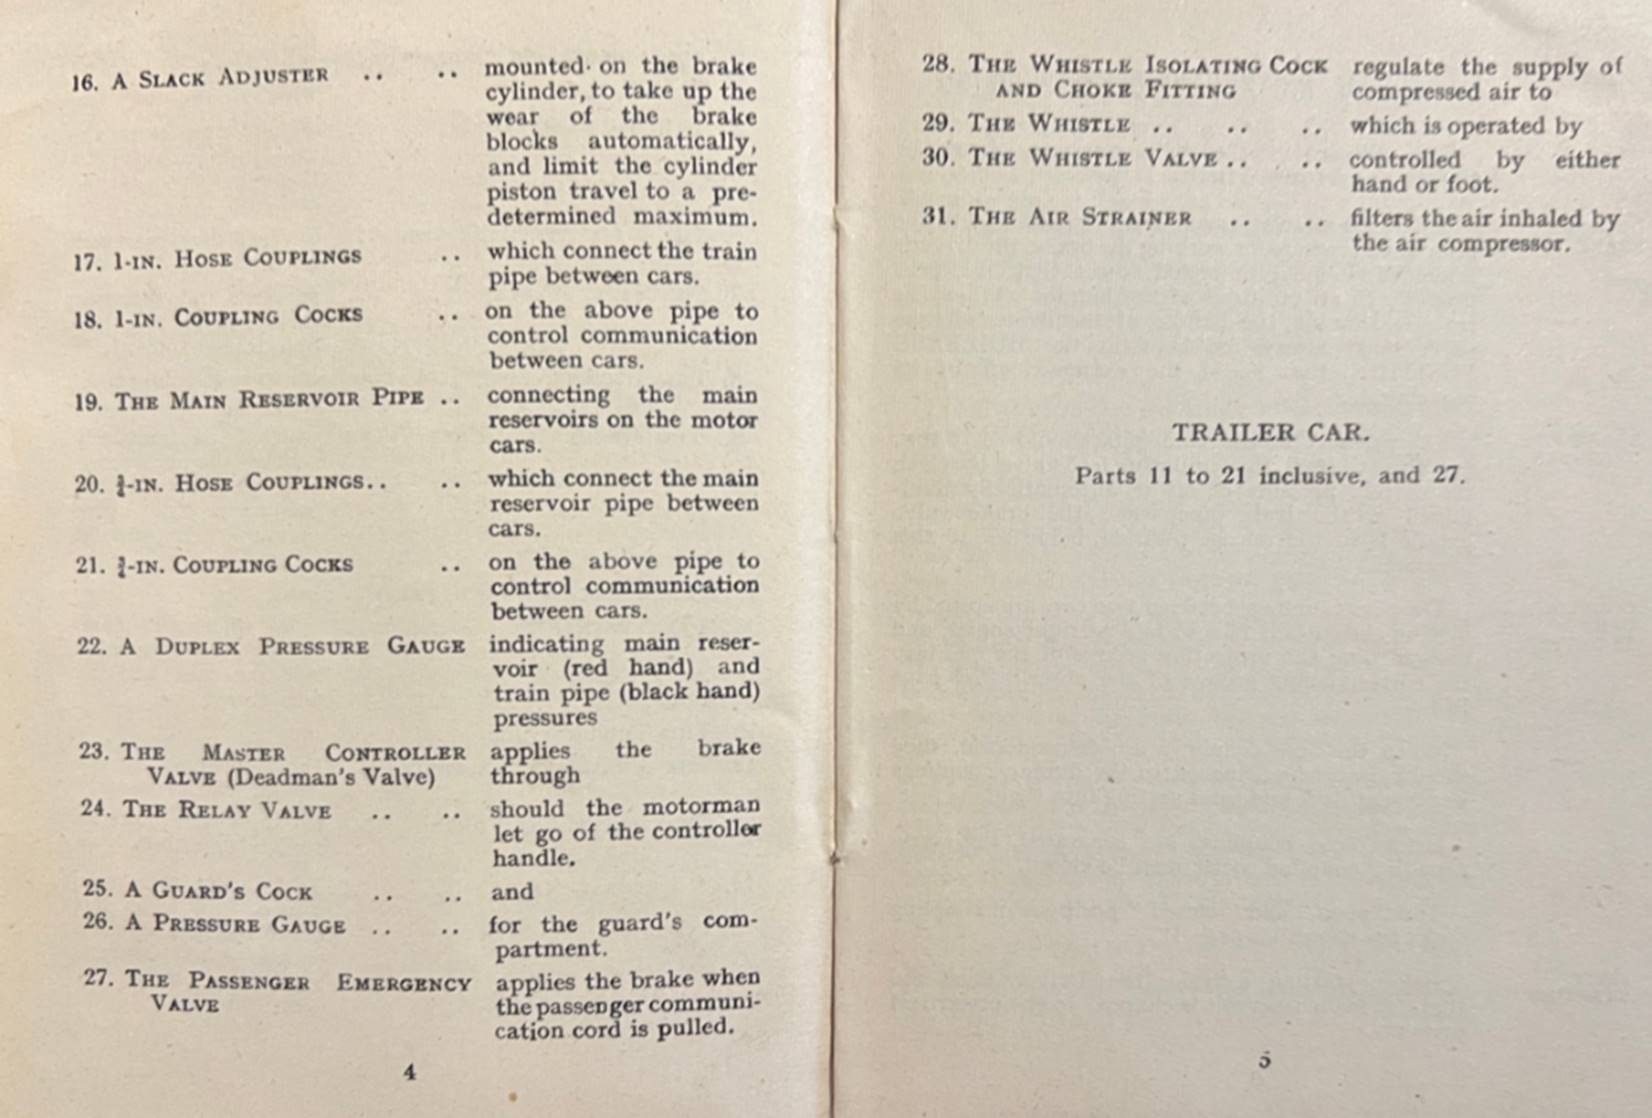 16. A SLACK ADJUSTER .. .. mounted on the brake
cylinder, to take up the
wear of the brake
blocks automatically,
and limit the cylinder
piston travel to a pre-
determined maximum.
17. 1-IN. HOSE COUPLINGS .. which connect the train
pipe between cars.
18. 1-IN. COUPLING COCKS .. on the above pipe to
control communication
between cars.
19. THE MAIN RESERVOIR PIPE .. connecting the main
reservoirs on the motor
cars.
20. ¾-IN. HOSE COUPLINGS.. .. which connect the main
reservoir pipe between
cars.
21. ¾-IN. COUPLING COCKS .. on the above pipe to
control communication
between cars.
22. A DUPLEX PRESSURE GAUGE indicating main reser-
voir (red hand) and
train pipe (black hand)
pressures
23. THE MASTER CONTROLLER applies the brake
VALVE (Deadman's Valve) through
24. THE RELAY VALVE .. .. should the motorman
let go of the controller
handle.
25. A GUARD'S COCK .. .. and
26. A PRESSURE GAUGE .. .. for the guard's com-
partment.
27. THE PASSENGER EMERGENCY applies the brake when
VALVE the passenger communi-
cation cord is pulled.
4
28. THE WHISTLE ISOLATING COCK regulate the supply of
AND CHOKE FITTING compressed air to
29. THE WHISTLE .. .. .. which is operated by
30. THE WHISTLE VALVE .. .. controlled by either
hand or foot.
31. THE AIR STRAINER .. .. filters the air inhaled by
the air compressor.
TRAILER CAR.
Parts 11 to 21 inclusive, and 27.
5